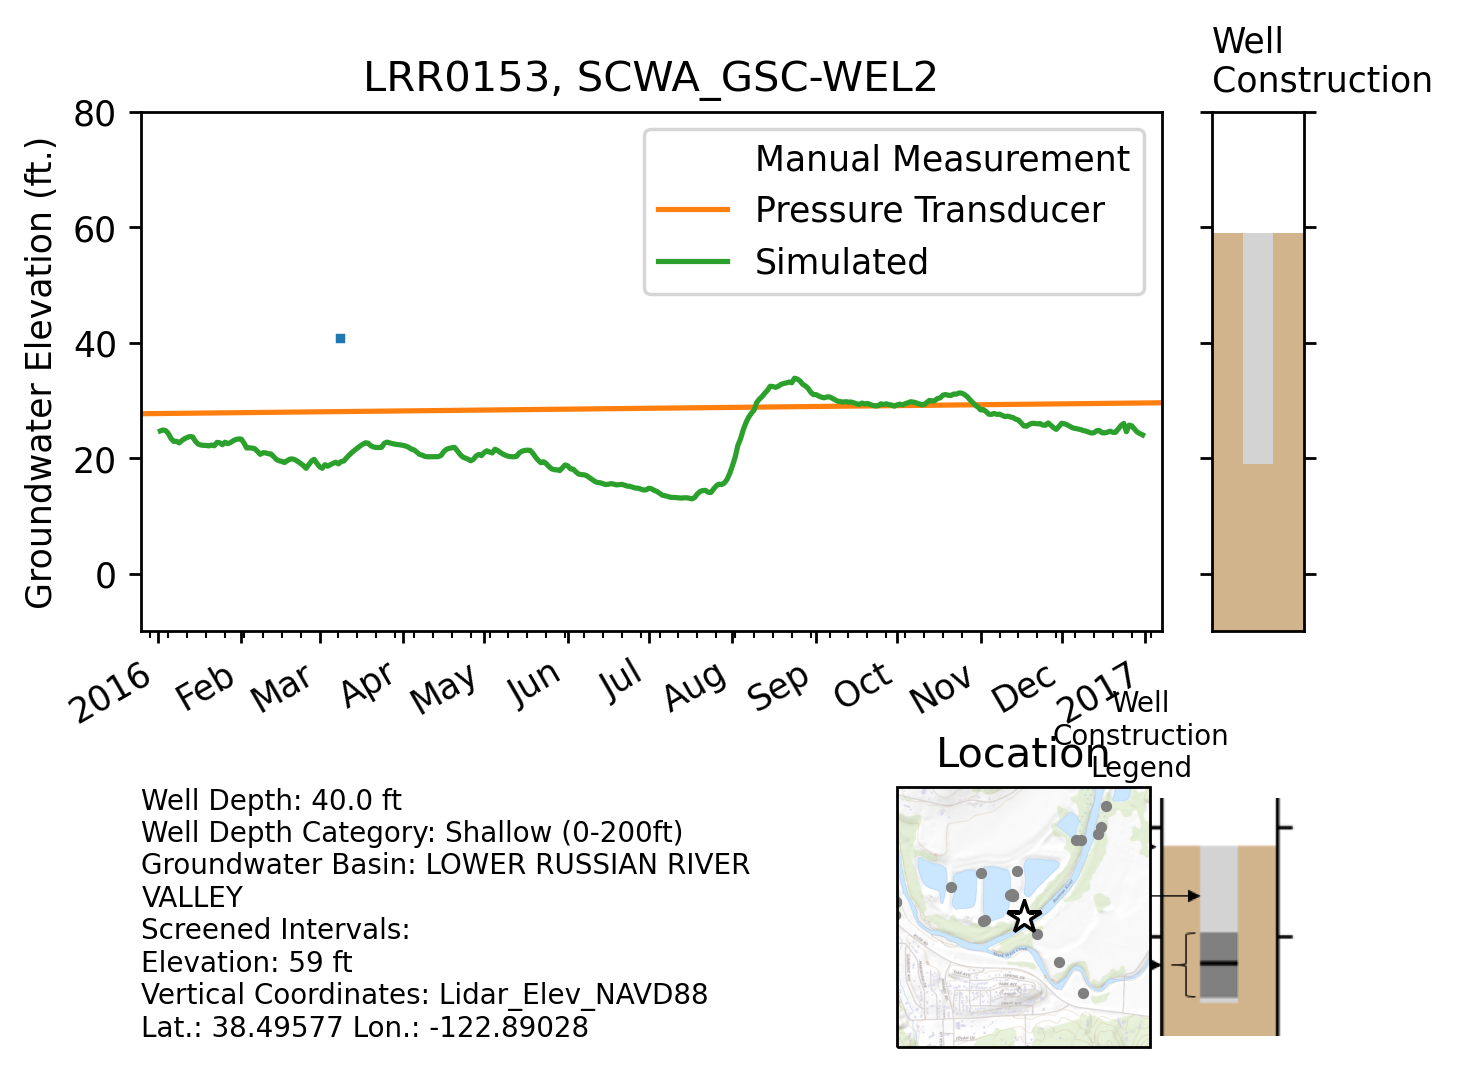 Well
Construction
LRR0153, SCWA_GSC-WEL2
Groundwater Elevation (ft.)
80
60
40
20
0
Manual Measurement
Pressure Transducer
Simulated
2016
Feb
Mar
Apr
May
Jun
Jul
Aug
Sep
Oct
Nov
Dec
2017
Well Depth: 40.0 ft
Well Depth Category: Shallow (0-200ft)
Groundwater Basin: LOWER RUSSIAN RIVER
VALLEY
Screened Intervals:
Elevation: 59 ft
Vertical Coordinates: Lidar_Elev_NAVD88
Lat.: 38.49577 Lon.: -122.89028
Location
Well
Construction
Legend